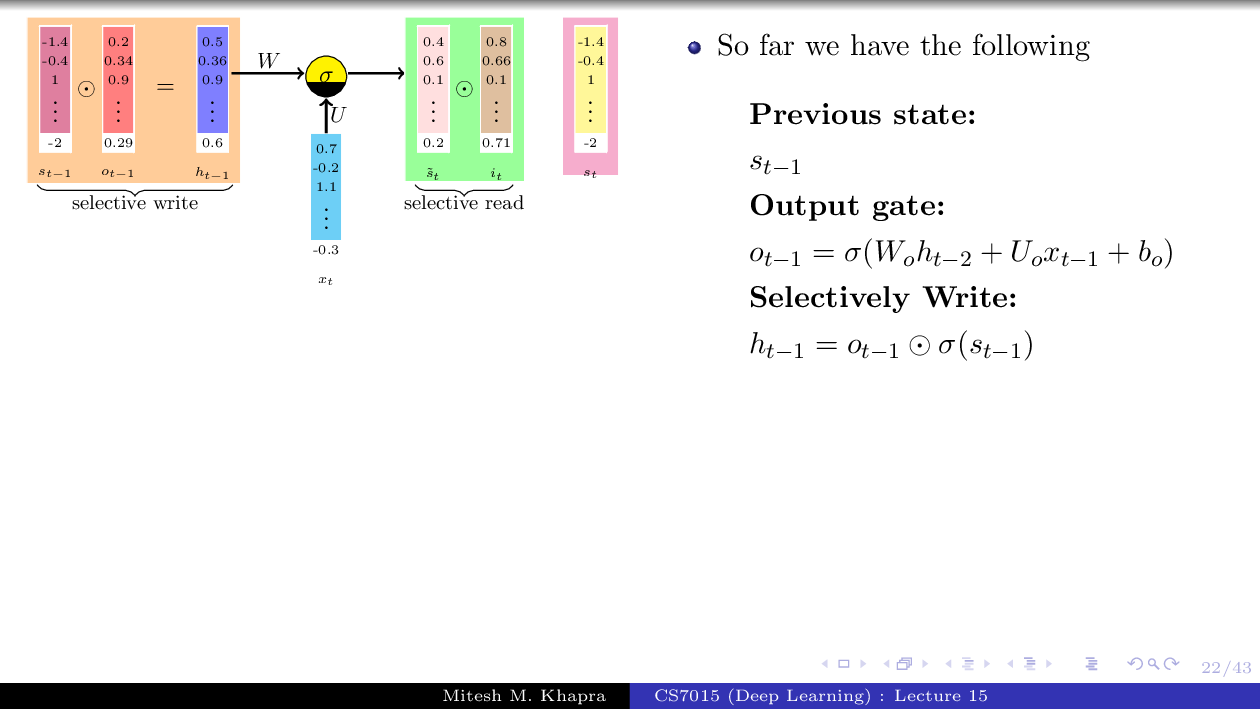 -1.4 0.2 0.5 0.4 0.8 -1.4
-0.4 0.34 0.36 0.6 0.66 -0.4
1 ⊙ 0.9 = 0.9 0.1 ⊙ 0.1 1
⋮ ⋮ ⋮ ⋮ ⋮ ⋮
-2 0.29 0.6 0.2 0.71 -2
s_{t−1} o_{t−1} h_{t−1} s̃_t i_t s_t
selective write selective read
W
σ
U
0.7
-0.2
1.1
⋮
-0.3
x_t
So far we have the following
Previous state:
s_{t−1}
Output gate:
o_{t−1} = σ(W_o h_{t−2} + U_o x_{t−1} + b_o)
Selectively Write:
h_{t−1} = o_{t−1} ⊙ σ(s_{t−1})
22/43
Mitesh M. Khapra CS7015 (Deep Learning) : Lecture 15